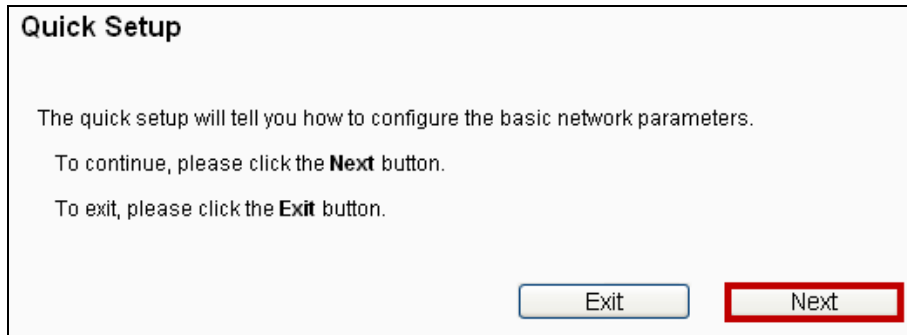 Quick Setup
The quick setup will tell you how to configure the basic network parameters.
To continue, please click the Next button.
To exit, please click the Exit button.
Exit Next